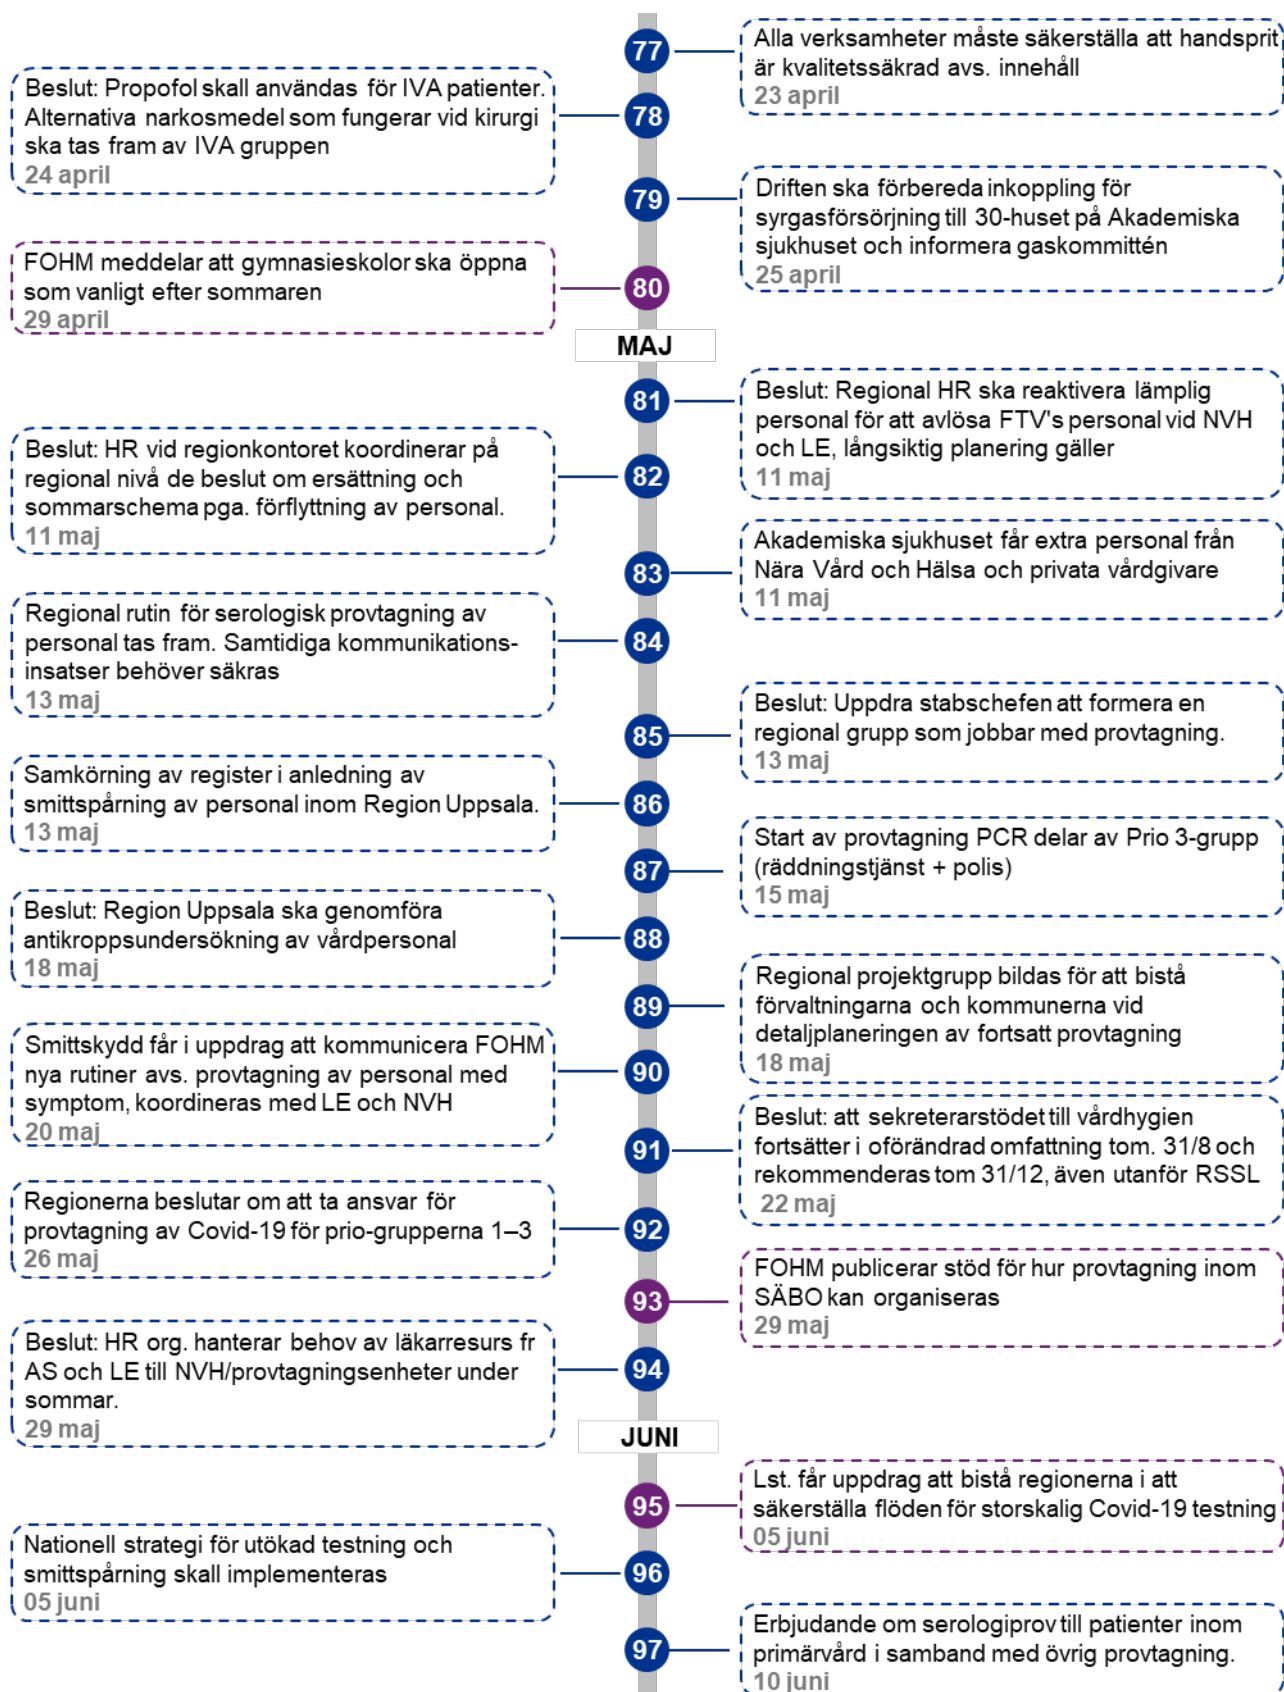 77
Alla verksamheter måste säkerställa att handsprit
är kvalitetssäkrad avs. innehåll
23 april
Beslut: Propofol skall användas för IVA patienter.
Alternativa narkosmedel som fungerar vid kirurgi
ska tas fram av IVA gruppen
24 april
78
79
Driften ska förbereda inkoppling för
syrgasförsörjning till 30-huset på Akademiska
sjukhuset och informera gaskommittén
25 april
FOHM meddelar att gymnasieskolor ska öppna
som vanligt efter sommaren
29 april
80
MAJ
81
Beslut: Regional HR ska reaktivera lämplig
personal för att avlösa FTV's personal vid NVH
och LE, långsiktig planering gäller
11 maj
Beslut: HR vid regionkontoret koordinerar på
regional nivå de beslut om ersättning och
sommarschema pga. förflyttning av personal.
11 maj
82
83
Akademiska sjukhuset får extra personal från
Nära Vård och Hälsa och privata vårdgivare
11 maj
Regional rutin för serologisk provtagning av
personal tas fram. Samtidiga kommunikations-
insatser behöver säkras
13 maj
84
85
Beslut: Uppdra stabschefen att formera en
regional grupp som jobbar med provtagning.
13 maj
Samkörning av register i anledning av
smittspårning av personal inom Region Uppsala.
13 maj
86
87
Start av provtagning PCR delar av Prio 3-grupp
(räddningstjänst + polis)
15 maj
Beslut: Region Uppsala ska genomföra
antikroppsundersökning av vårdpersonal
18 maj
88
89
Regional projektgrupp bildas för att bistå
förvaltningarna och kommunerna vid
detaljplaneringen av fortsatt provtagning
18 maj
Smittskydd får i uppdrag att kommunicera FOHM
nya rutiner avs. provtagning av personal med
symptom, koordineras med LE och NVH
20 maj
90
91
Beslut: att sekreterarstödet till vårdhygien
fortsätter i oförändrad omfattning tom. 31/8 och
rekommenderas tom 31/12, även utanför RSSL
22 maj
Regionerna beslutar om att ta ansvar för
provtagning av Covid-19 för prio-grupperna 1–3
26 maj
92
93
FOHM publicerar stöd för hur provtagning inom
SÄBO kan organiseras
29 maj
Beslut: HR org. hanterar behov av läkarresurs fr
AS och LE till NVH/provtagningsenheter under
sommar.
29 maj
94
JUNI
95
Lst. får uppdrag att bistå regionerna i att
säkerställa flöden för storskalig Covid-19 testning
05 juni
Nationell strategi för utökad testning och
smittspårning skall implementeras
05 juni
96
97
Erbjudande om serologiprov till patienter inom
primärvård i samband med övrig provtagning.
10 juni